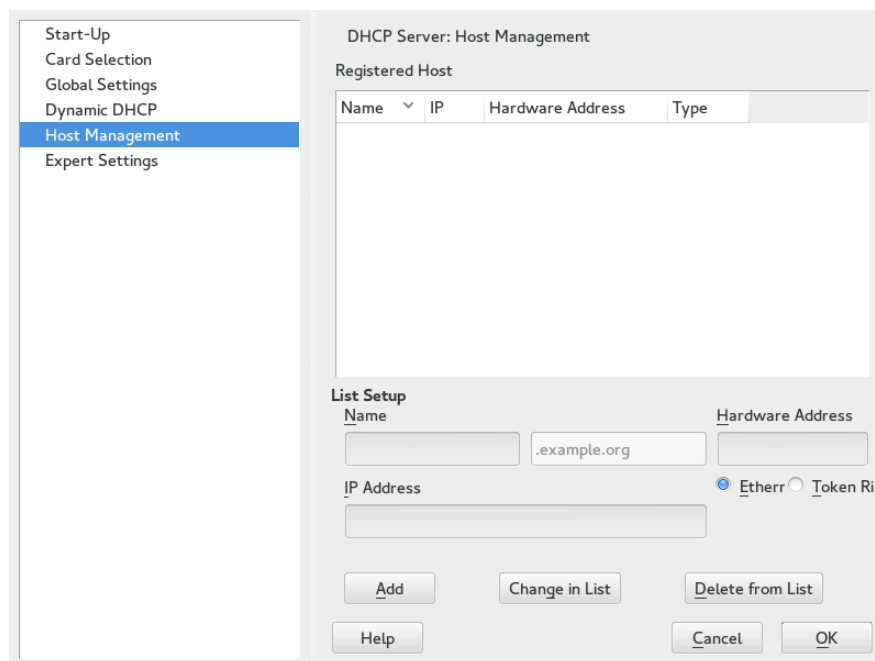 Start-Up
Card Selection
Global Settings
Dynamic DHCP
Host Management
Expert Settings
DHCP Server: Host Management
Registered Host
Name IP Hardware Address Type
List Setup
Name Hardware Address
.example.org
IP Address Etherr Token Ri
Add Change in List Delete from List
Help Cancel OK